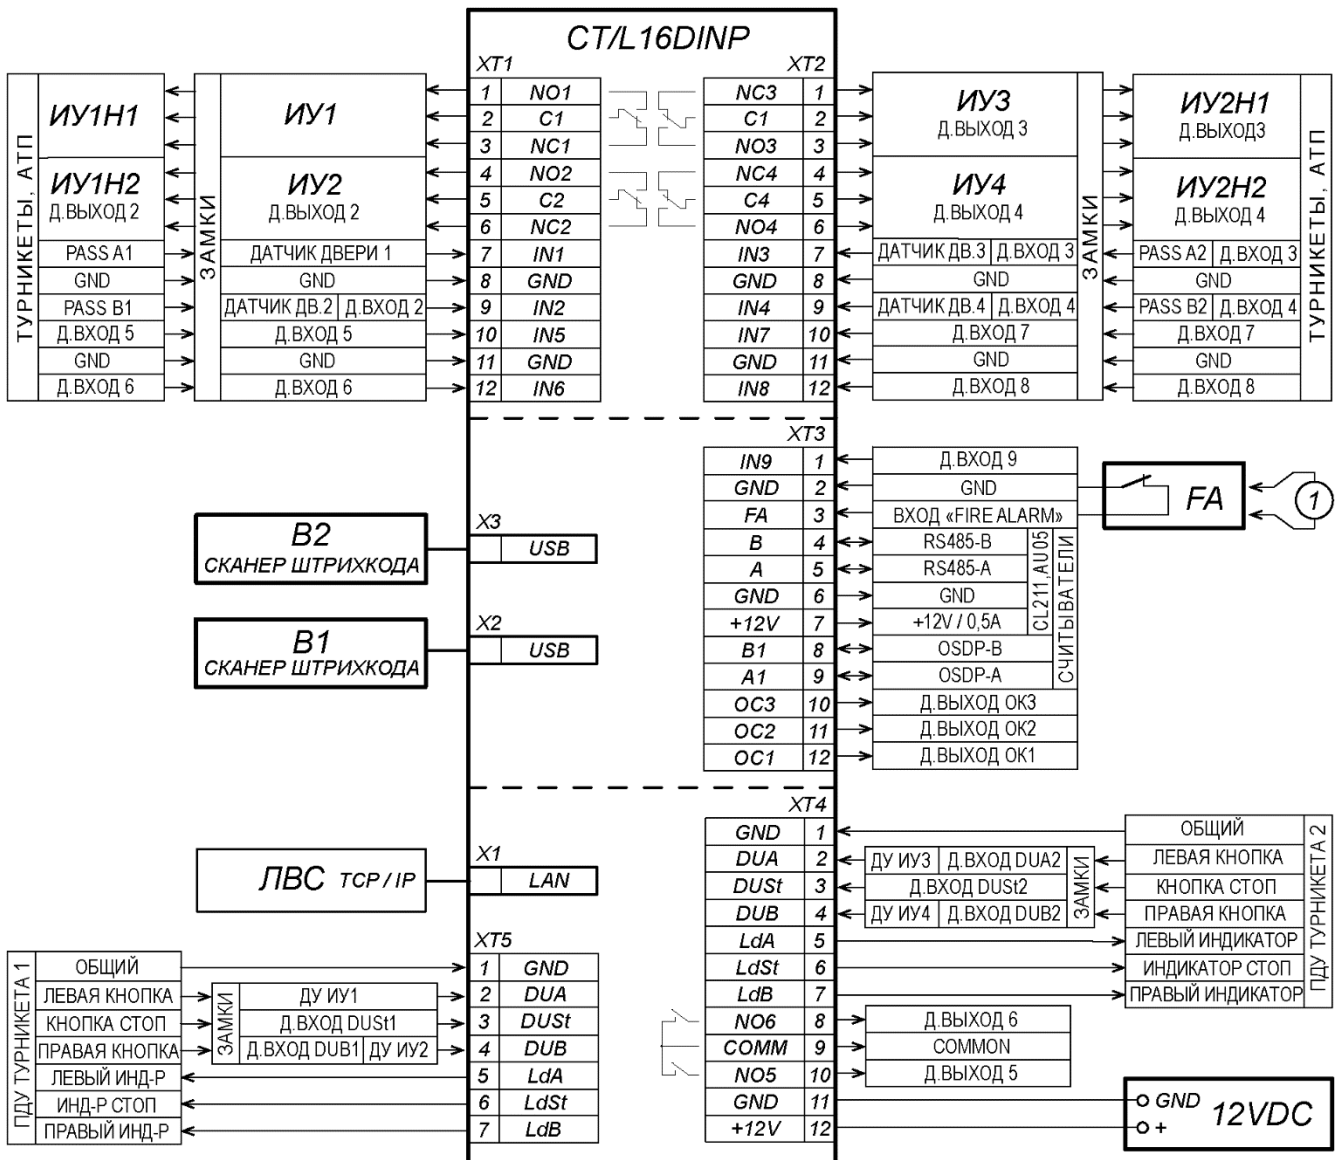 CT/L16DINP
XT1
1 NO1
2 C1
3 NC1
4 NO2
5 C2
6 NC2
7 IN1
8 GND
9 IN2
10 IN5
11 GND
12 IN6
ТУРНИКЕТЫ, АТП
ИУ1Н1
ИУ1Н2
Д.ВЫХОД 2
PASS A1
GND
PASS B1
Д.ВХОД 5
GND
Д.ВХОД 6
ЗАМКИ
ИУ1
ИУ2
Д.ВЫХОД 2
ДАТЧИК ДВЕРИ 1
GND
ДАТЧИК ДВ.2 Д.ВХОД 2
Д.ВХОД 5
GND
Д.ВХОД 6
XT2
NC3 1
C1 2
NO3 3
NC4 4
C4 5
NO4 6
IN3 7
GND 8
IN4 9
IN7 10
GND 11
IN8 12
ИУ3
Д.ВЫХОД 3
ИУ4
Д.ВЫХОД 4
ДАТЧИК ДВ.3 Д.ВХОД 3
GND
ДАТЧИК ДВ.4 Д.ВХОД 4
Д.ВХОД 7
GND
Д.ВХОД 8
ЗАМКИ
ИУ2Н1
Д.ВЫХОД3
ИУ2Н2
Д.ВЫХОД 4
PASS A2 Д.ВХОД 3
GND
PASS B2 Д.ВХОД 4
Д.ВХОД 7
GND
Д.ВХОД 8
ТУРНИКЕТЫ, АТП
XT3
IN9 1
GND 2
FA 3
B 4
A 5
GND 6
+12V 7
B1 8
A1 9
OC3 10
OC2 11
OC1 12
Д.ВХОД 9
GND
ВХОД «FIRE ALARM»
RS485-B
RS485-A
GND
+12V / 0,5A
OSDP-B
OSDP-A
Д.ВЫХОД ОК3
Д.ВЫХОД ОК2
Д.ВЫХОД ОК1
CL211,AU05
СЧИТЫВАТЕЛИ
FA
1
B2
СКАНЕР ШТРИХКОДА
X3
USB
B1
СКАНЕР ШТРИХКОДА
X2
USB
ЛВС TCP / IP
X1
LAN
XT5
1 GND
2 DUA
3 DUSt
4 DUB
5 LdA
6 LdSt
7 LdB
ПДУ ТУРНИКЕТА 1
ОБЩИЙ
ЛЕВАЯ КНОПКА
КНОПКА СТОП
ПРАВАЯ КНОПКА
ЛЕВЫЙ ИНД-Р
ИНД-Р СТОП
ПРАВЫЙ ИНД-Р
ЗАМКИ
ДУ ИУ1
Д.ВХОД DUSt1
Д.ВХОД DUB1 ДУ ИУ2
XT4
GND 1
DUA 2
DUSt 3
DUB 4
LdA 5
LdSt 6
LdB 7
NO6 8
COMM 9
NO5 10
GND 11
+12V 12
ДУ ИУ3 Д.ВХОД DUA2
Д.ВХОД DUSt2
ДУ ИУ4 Д.ВХОД DUB2
ЗАМКИ
ОБЩИЙ
ЛЕВАЯ КНОПКА
КНОПКА СТОП
ПРАВАЯ КНОПКА
ЛЕВЫЙ ИНДИКАТОР
ИНДИКАТОР СТОП
ПРАВЫЙ ИНДИКАТОР
ПДУ ТУРНИКЕТА 2
Д.ВЫХОД 6
COMMON
Д.ВЫХОД 5
GND
+
12VDC